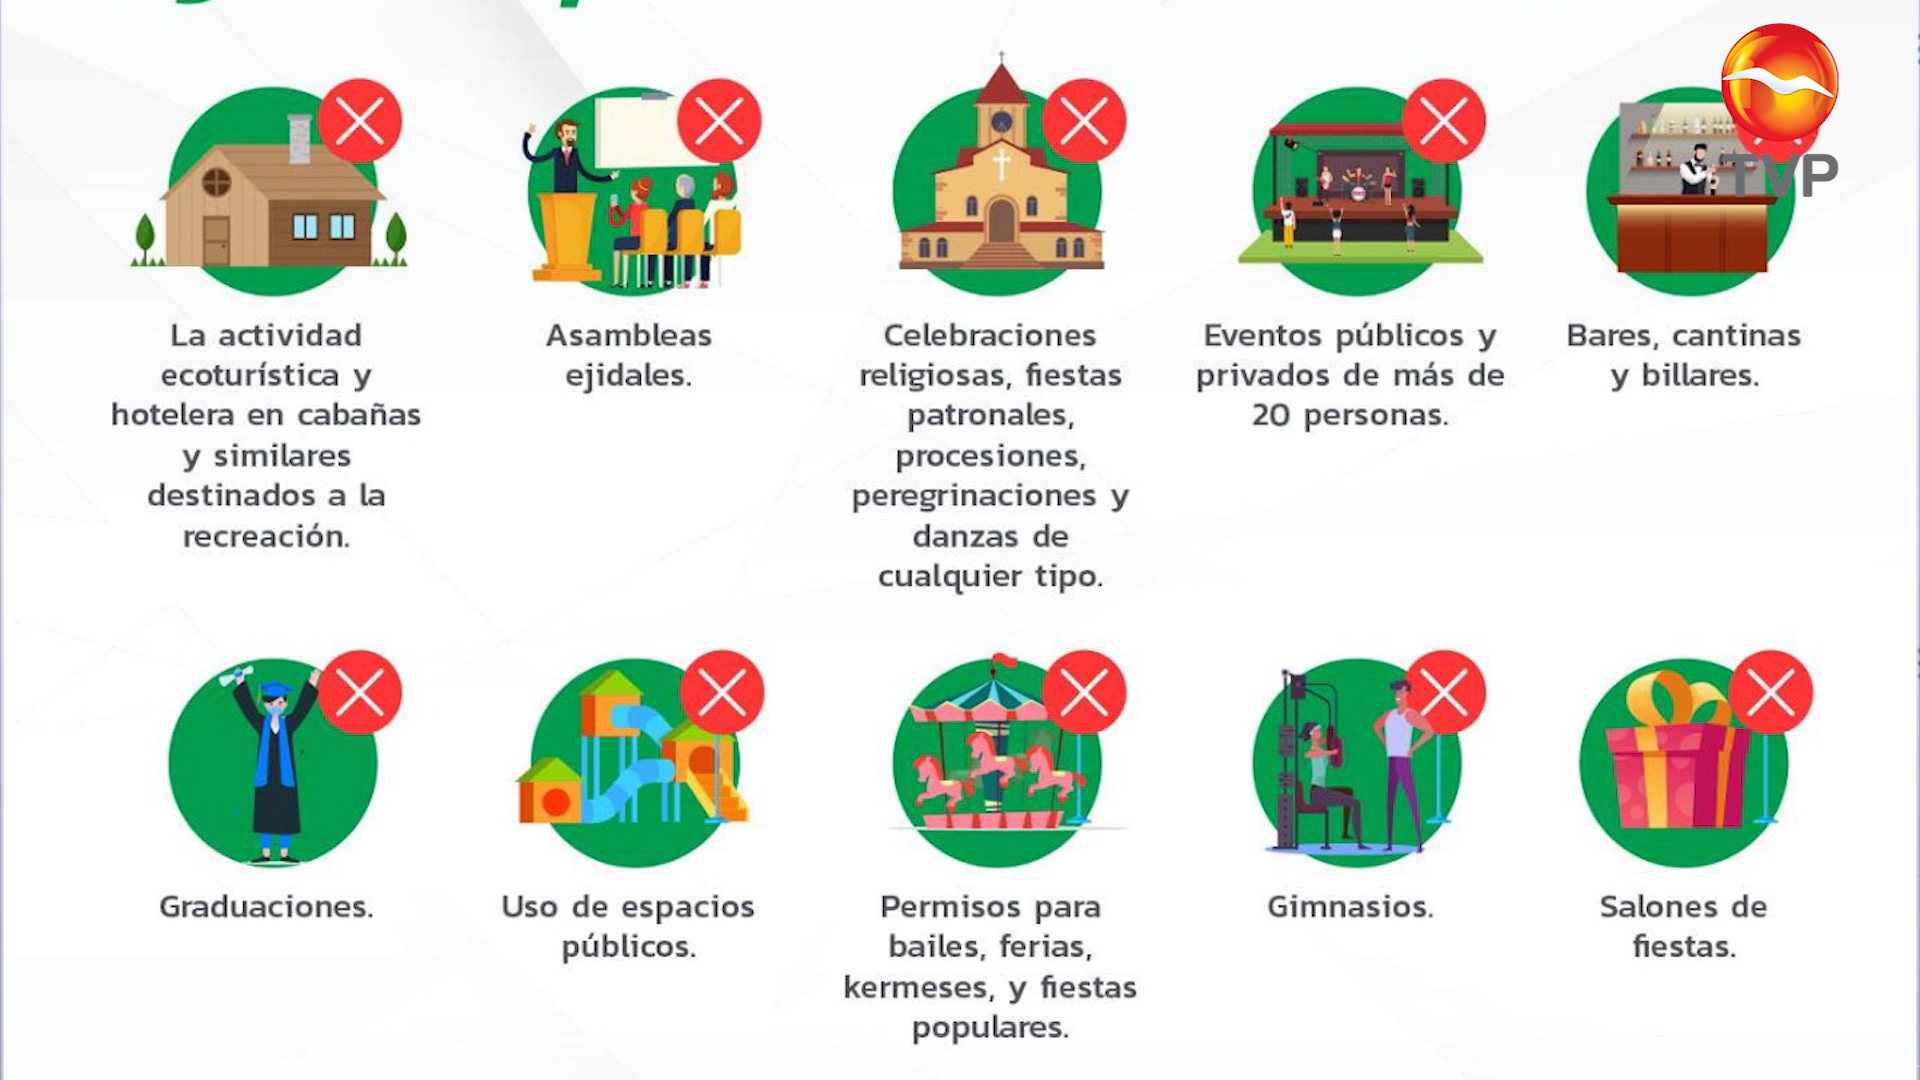 TVP
La actividad
ecoturística y
hotelera en cabañas
y similares
destinados a la
recreación.
Asambleas
ejidales.
Celebraciones
religiosas, fiestas
patronales,
procesiones,
peregrinaciones y
danzas de
cualquier tipo.
Eventos públicos y
privados de más de
20 personas.
Bares, cantinas
y billares.
Graduaciones.
Uso de espacios
públicos.
Permisos para
bailes, ferias,
kermeses, y fiestas
populares.
Gimnasios.
Salones de
fiestas.